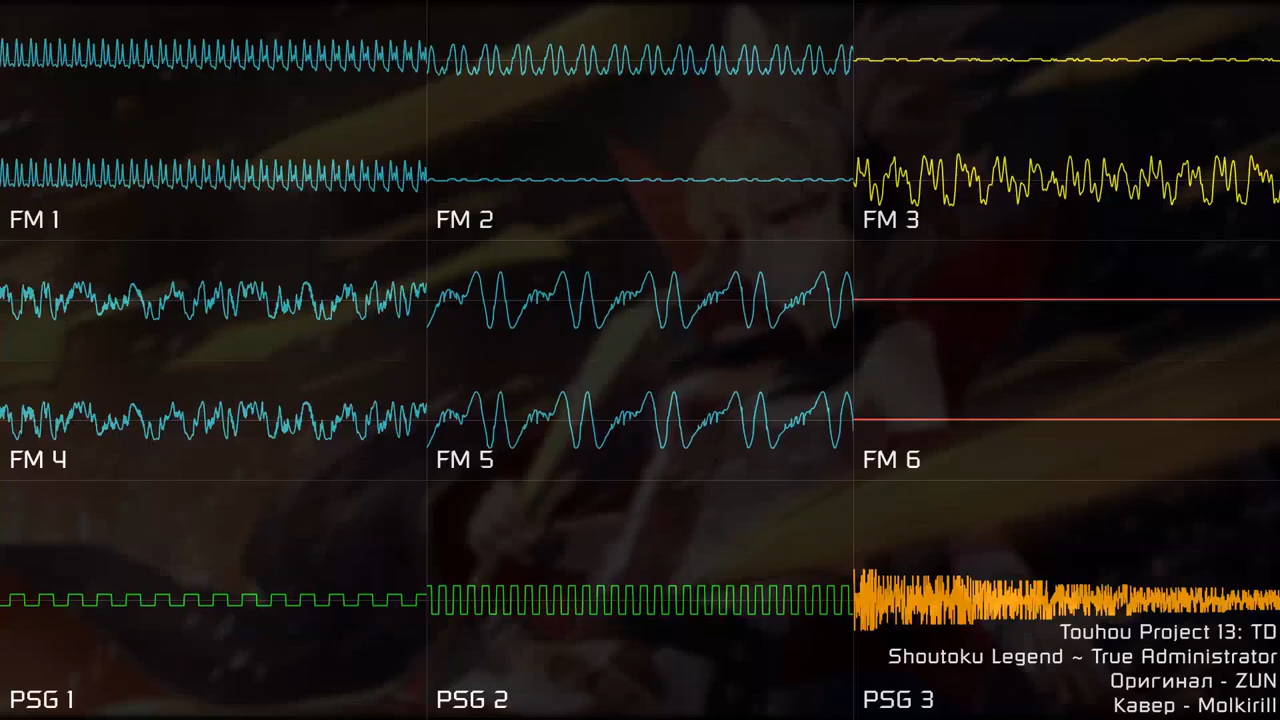 FM 1
FM 2
FM 3
FM 4
FM 5
FM 6
PSG 1
PSG 2
PSG 3
Touhou Project 13: TD
Shoutoku Legend ~ True Administrator
Оригинал - ZUN
Кавер - Molkirill